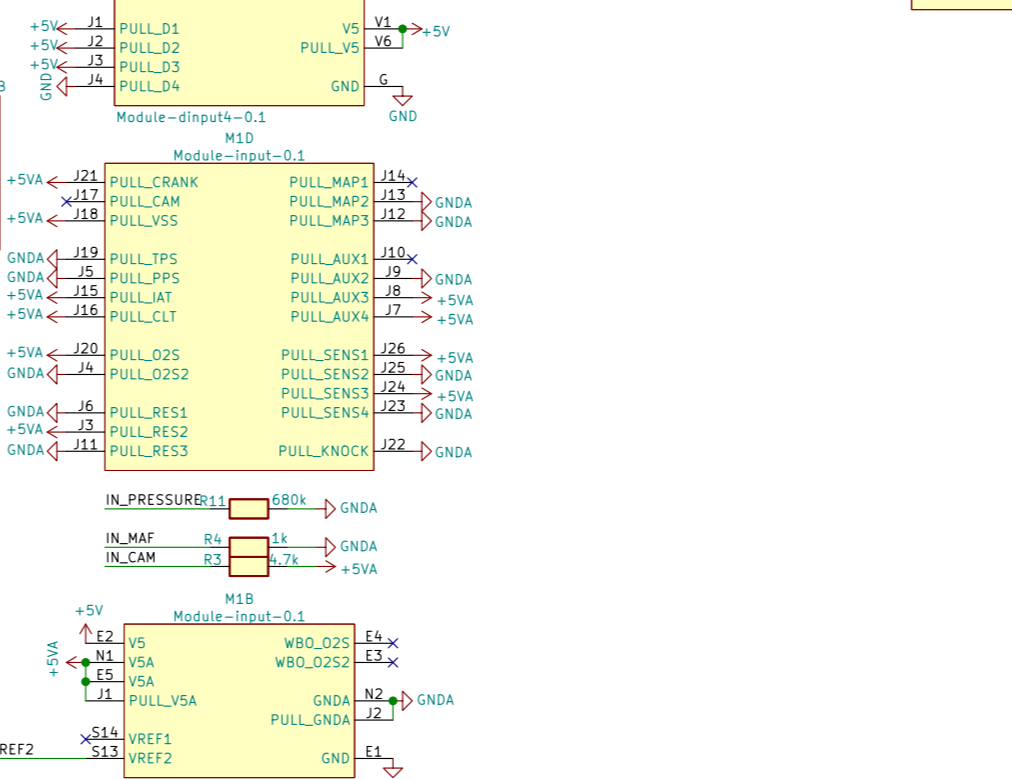 +5V J1 PULL_D1 V5 V1 +5V
+5V J2 PULL_D2 PULL_V5 V6
+5V J3 PULL_D3
GND J4 PULL_D4 GND G
GND
Module-dinput4-0.1
M1D
Module-input-0.1
+5VA J21 PULL_CRANK PULL_MAP1 J14
J17 PULL_CAM PULL_MAP2 J13 GNDA
+5VA J18 PULL_VSS PULL_MAP3 J12 GNDA
GNDA J19 PULL_TPS PULL_AUX1 J10
GNDA J5 PULL_PPS PULL_AUX2 J9 GNDA
+5VA J15 PULL_IAT PULL_AUX3 J8 +5VA
+5VA J16 PULL_CLT PULL_AUX4 J7 +5VA
+5VA J20 PULL_O2S PULL_SENS1 J26 +5VA
GNDA J4 PULL_O2S2 PULL_SENS2 J25 GNDA
PULL_SENS3 J24 +5VA
GNDA J6 PULL_RES1 PULL_SENS4 J23 GNDA
+5VA J3 PULL_RES2
GNDA J11 PULL_RES3 PULL_KNOCK J22 GNDA
IN_PRESSURE R11 680k GNDA
IN_MAF R4 1k GNDA
IN_CAM R3 4.7k +5VA
M1B
Module-input-0.1
+5V
E2 V5 WBO_O2S E4
+5VA N1 V5A WBO_O2S2 E3
E5 V5A
J1 PULL_V5A GNDA N2 GNDA
PULL_GNDA J2
S14 VREF1
REF2 S13 VREF2 GND E1